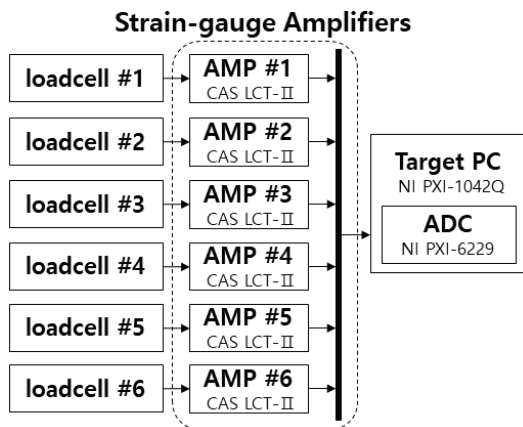 Strain-gauge Amplifiers
loadcell #1
AMP #1
CAS LCT-Ⅱ
loadcell #2
AMP #2
CAS LCT-Ⅱ
loadcell #3
AMP #3
CAS LCT-Ⅱ
loadcell #4
AMP #4
CAS LCT-Ⅱ
loadcell #5
AMP #5
CAS LCT-Ⅱ
loadcell #6
AMP #6
CAS LCT-Ⅱ
Target PC
NI PXI-1042Q
ADC
NI PXI-6229